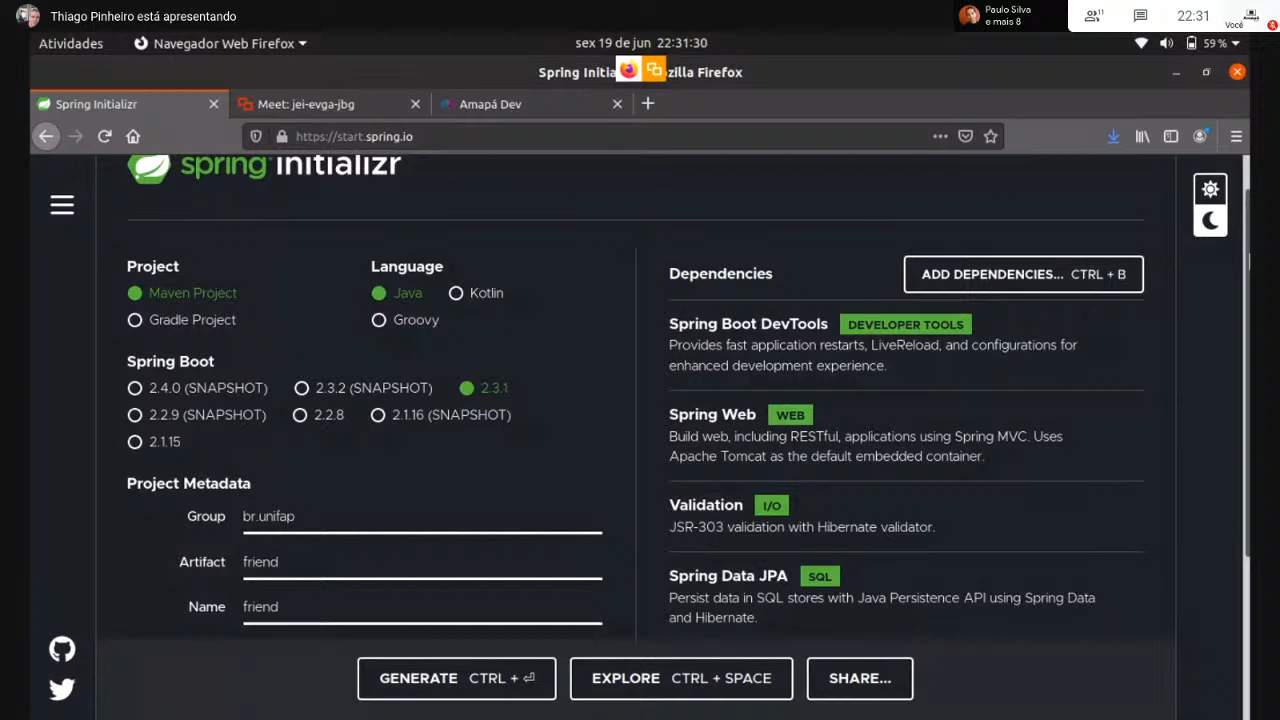 Thiago Pinheiro está apresentando
Paulo Silva
e mais 8
11
22:31
Você
Atividades
Navegador Web Firefox
sex 19 de jun 22:31:30
59 %
Spring Initia zilla Firefox
Spring Initializr
Meet: jei-evga-jbg
Amapá Dev
https://start.spring.io
spring initializr
Project
Maven Project
Gradle Project
Language
Java
Kotlin
Groovy
Spring Boot
2.4.0 (SNAPSHOT)
2.3.2 (SNAPSHOT)
2.3.1
2.2.9 (SNAPSHOT)
2.2.8
2.1.16 (SNAPSHOT)
2.1.15
Project Metadata
Group br.unifap
Artifact friend
Name friend
Dependencies
ADD DEPENDENCIES... CTRL + B
Spring Boot DevTools DEVELOPER TOOLS
Provides fast application restarts, LiveReload, and configurations for
enhanced development experience.
Spring Web WEB
Build web, including RESTful, applications using Spring MVC. Uses
Apache Tomcat as the default embedded container.
Validation I/O
JSR-303 validation with Hibernate validator.
Spring Data JPA SQL
Persist data in SQL stores with Java Persistence API using Spring Data
and Hibernate.
GENERATE CTRL + ⏎
EXPLORE CTRL + SPACE
SHARE...